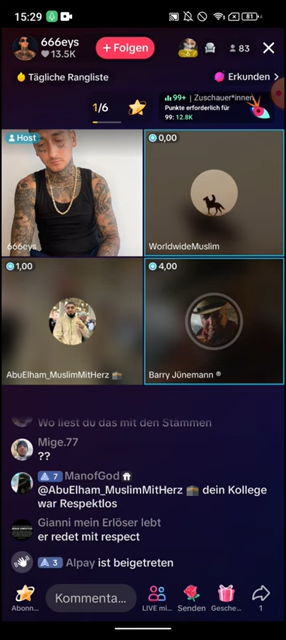 15:29
81%
666eys
13.5K
+ Folgen
83
Tägliche Rangliste
Erkunden >
1/6
99+ | Zuschauer*innen
Punkte erforderlich für
99: 12.8K
Host
666eys
0,00
WorldwideMuslim
1,00
AbuElham_MuslimMitHerz 🕋
4,00
Barry Jünemann ®
Wo liest du das mit den Stämmen
Mige.77
??
7 ManofGod
@AbuElham_MuslimMitHerz 🕋 dein Kollege
war Respektlos
Gianni mein Erlöser lebt
er redet mit respect
3 Alpay ist beigetreten
Kommenta...
Abonn...
LIVE mi...
Senden
Gesche...
1